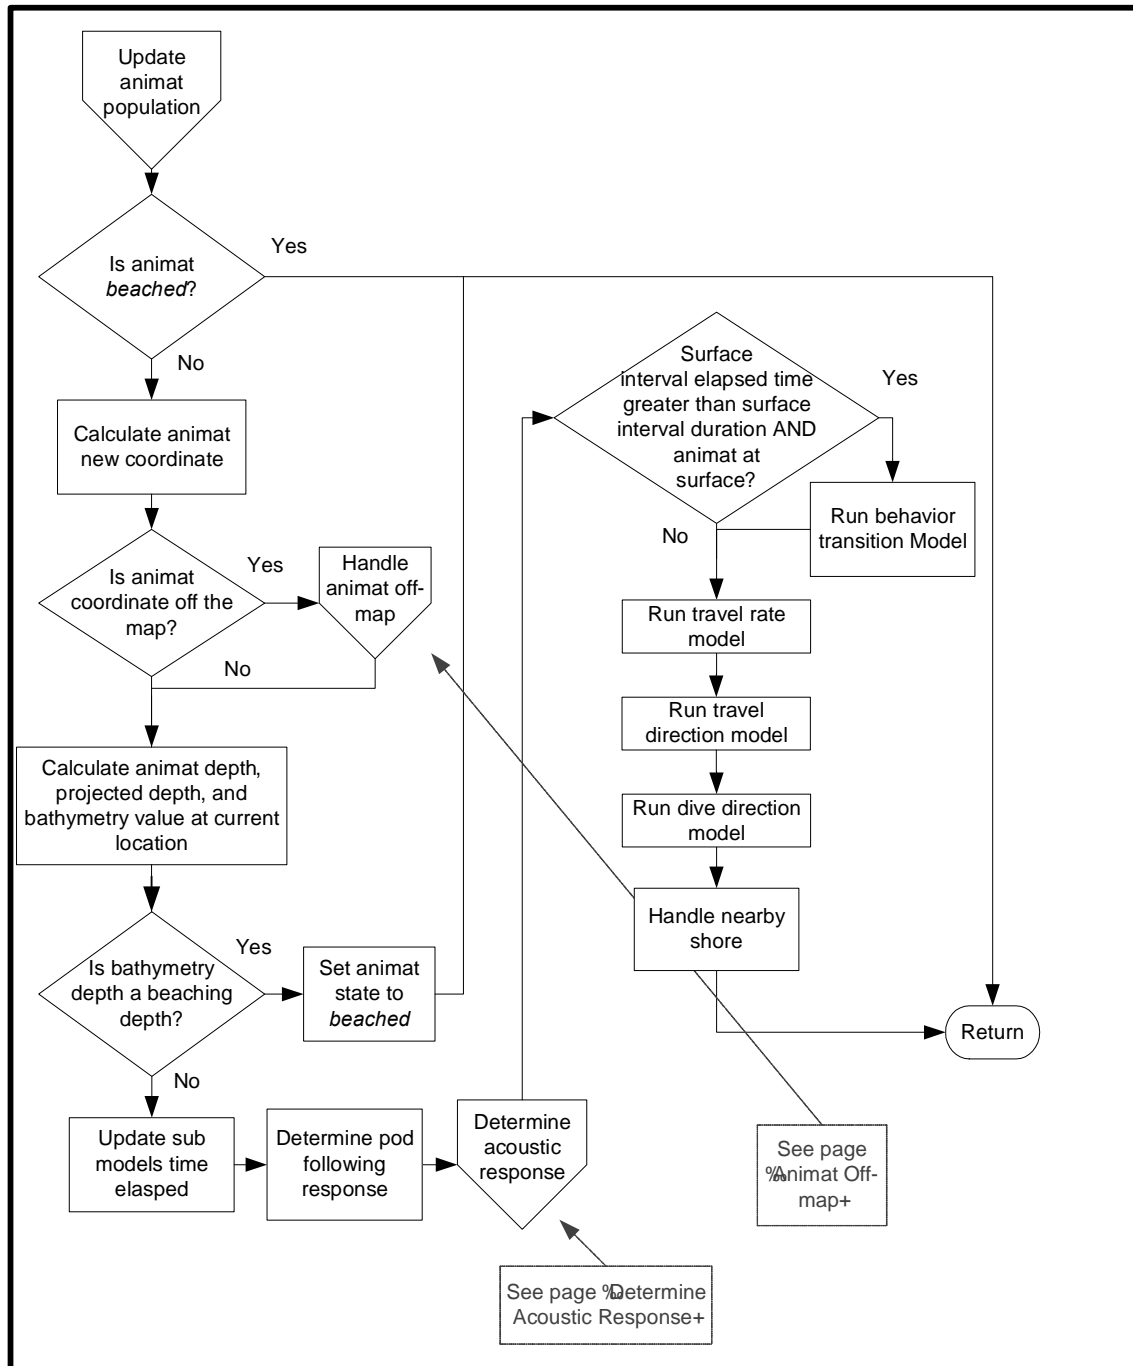 Update
animat
population
Is animat
beached?
Yes
No
Calculate animat
new coordinate
Is animat
coordinate off the
map?
Yes
No
Handle
animat off-
map
Calculate animat depth,
projected depth, and
bathymetry value at current
location
Is bathymetry
depth a beaching
depth?
Yes
No
Set animat
state to
beached
Update sub
models time
elasped
Determine pod
following
response
Determine
acoustic
response
See page ‰Determine
Acoustic Response+
Surface
interval elapsed time
greater than surface
interval duration AND
animat at
surface?
Yes
No
Run behavior
transition Model
Run travel rate
model
Run travel
direction model
Run dive direction
model
Handle nearby
shore
Return
See page
‰Animat Off-
map+